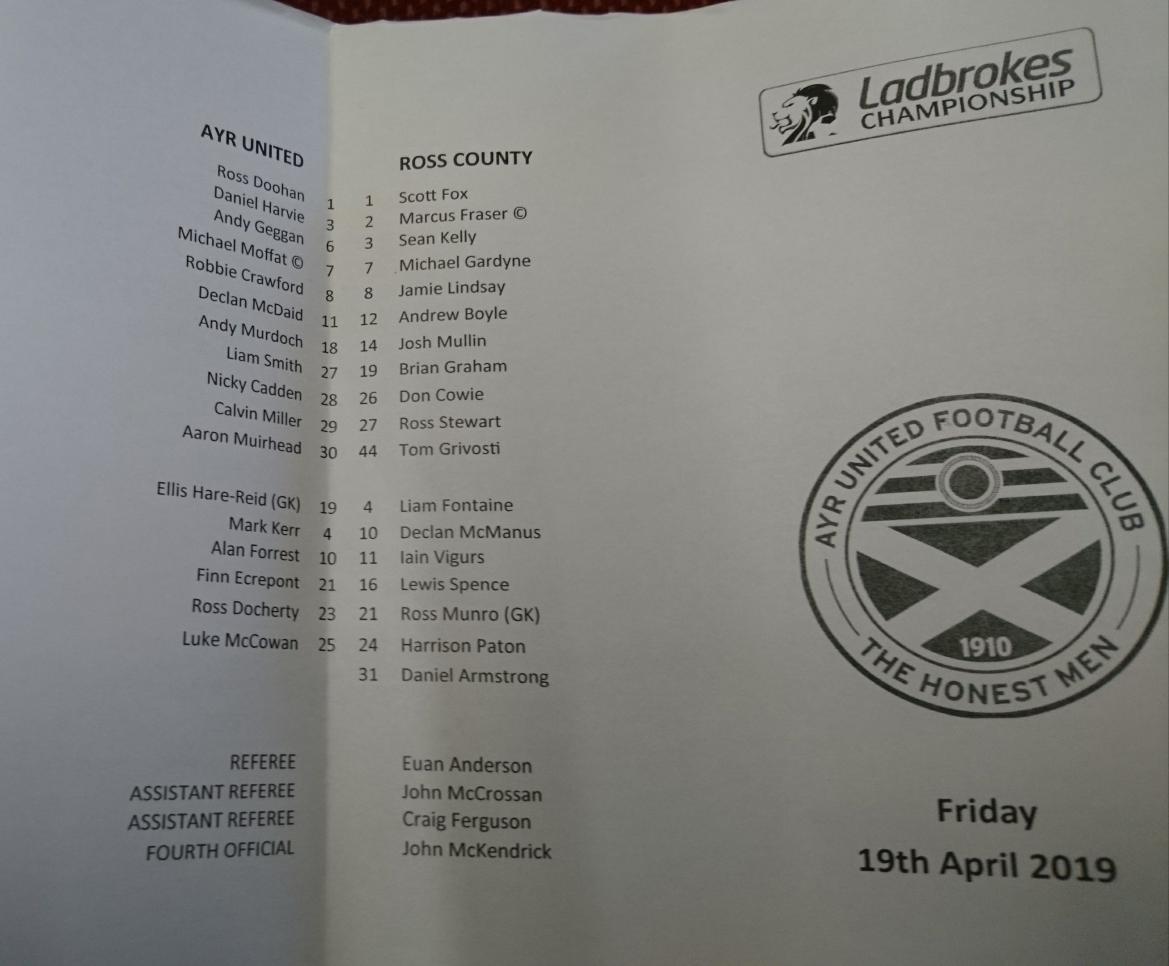 AYR UNITED
Ross Doohan 1
Daniel Harvie 3
Andy Geggan 6
Michael Moffat © 7
Robbie Crawford 8
Declan McDaid 11
Andy Murdoch 18
Liam Smith 27
Nicky Cadden 28
Calvin Miller 29
Aaron Muirhead 30
Ellis Hare-Reid (GK) 19
Mark Kerr 4
Alan Forrest 10
Finn Ecrepont 21
Ross Docherty 23
Luke McCowan 25
ROSS COUNTY
1 Scott Fox
2 Marcus Fraser ©
3 Sean Kelly
7 Michael Gardyne
8 Jamie Lindsay
12 Andrew Boyle
14 Josh Mullin
19 Brian Graham
26 Don Cowie
27 Ross Stewart
44 Tom Grivosti
4 Liam Fontaine
10 Declan McManus
11 Iain Vigurs
16 Lewis Spence
21 Ross Munro (GK)
24 Harrison Paton
31 Daniel Armstrong
REFEREE Euan Anderson
ASSISTANT REFEREE John McCrossan
ASSISTANT REFEREE Craig Ferguson
FOURTH OFFICIAL John McKendrick
Ladbrokes
CHAMPIONSHIP
AYR UNITED FOOTBALL CLUB
1910
THE HONEST MEN
Friday
19th April 2019